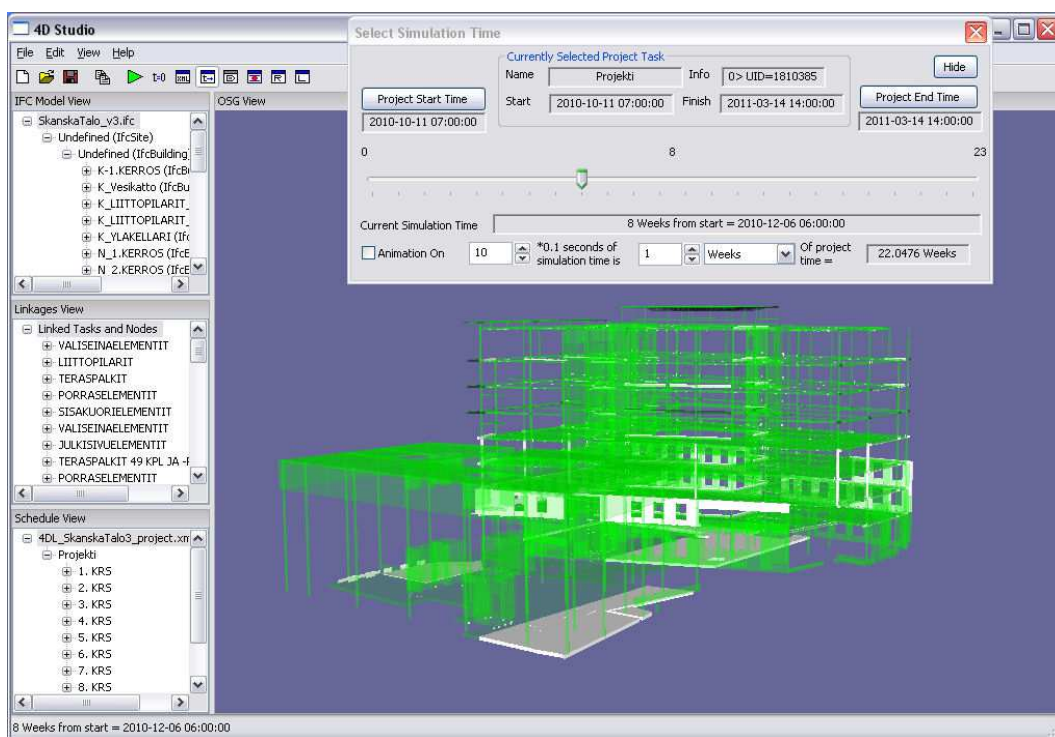 4D Studio
File Edit View Help
t=0 XML R L
IFC Model View
SkanskaTalo_v3.ifc
Undefined (IfcSite)
Undefined (IfcBuilding
K-1.KERROS (IfcB
K_Vesikatto (IfcBu
K_LIITTOPILARIT_
K_LIITTOPILARIT_
K_YLAKELLARI (Ifc
N_1.KERROS (IfcE
N_2.KERROS (IfcE
Linkages View
Linked Tasks and Nodes
VALISEINAELEMENTIT
LIITTOPILARIT
TERASPALKIT
PORRASELEMENTIT
SISAKUORIELEMENTIT
VALISEINAELEMENTIT
JULKISIVUELEMENTIT
TERASPALKIT 49 KPL JA -F
PORRASELEMENTIT
Schedule View
4DL_SkanskaTalo3_project.xm
Projekti
1. KRS
2. KRS
3. KRS
4. KRS
5. KRS
6. KRS
7. KRS
8. KRS
OSG View
Select Simulation Time
Currently Selected Project Task
Name Projekti Info 0> UID=1810385
Start 2010-10-11 07:00:00 Finish 2011-03-14 14:00:00
Hide
Project Start Time
2010-10-11 07:00:00
Project End Time
2011-03-14 14:00:00
0 8 23
Current Simulation Time 8 Weeks from start = 2010-12-06 06:00:00
Animation On 10 *0.1 seconds of simulation time is 1 Weeks Of project time = 22.0476 Weeks
8 Weeks from start = 2010-12-06 06:00:00